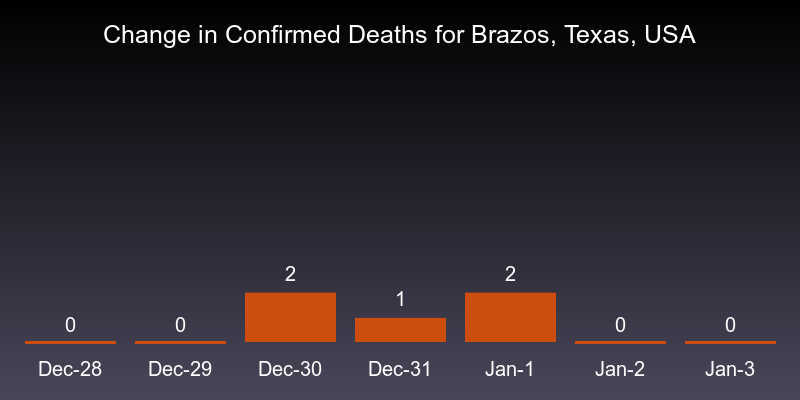 Change in Confirmed Deaths for Brazos, Texas, USA
0 0 2 1 2 0 0
Dec-28 Dec-29 Dec-30 Dec-31 Jan-1 Jan-2 Jan-3